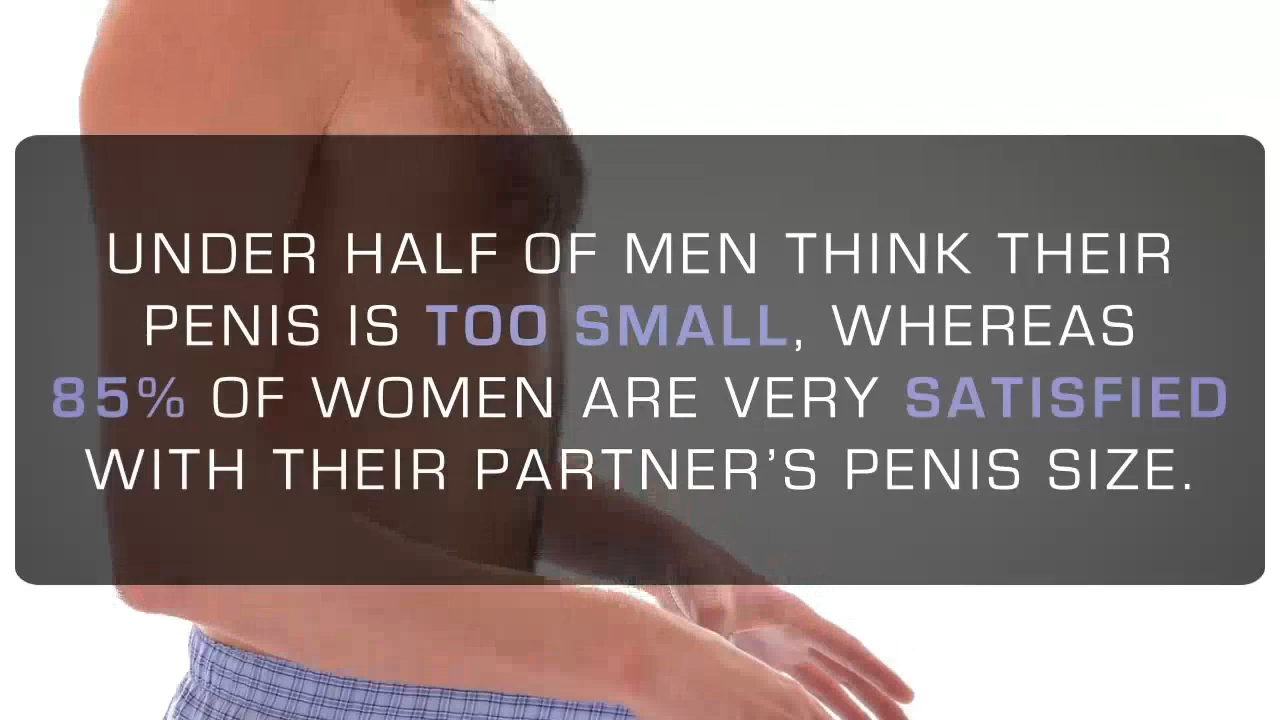 UNDER HALF OF MEN THINK THEIR
PENIS IS TOO SMALL, WHEREAS
85% OF WOMEN ARE VERY SATISFIED
WITH THEIR PARTNER’S PENIS SIZE.